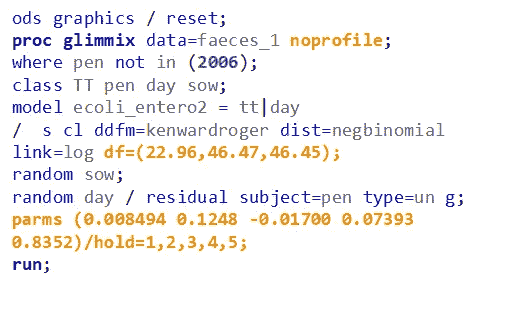 ods graphics / reset;
proc glimmix data=faeces_1 noprofile;
where pen not in (2006);
class TT pen day sow;
model ecoli_entero2 = tt|day
/ s cl ddfm=kenwardroger dist=negbinomial
link=log df=(22.96,46.47,46.45);
random sow;
random day / residual subject=pen type=un g;
parms (0.008494 0.1248 -0.01700 0.07393
0.8352)/hold=1,2,3,4,5;
run;